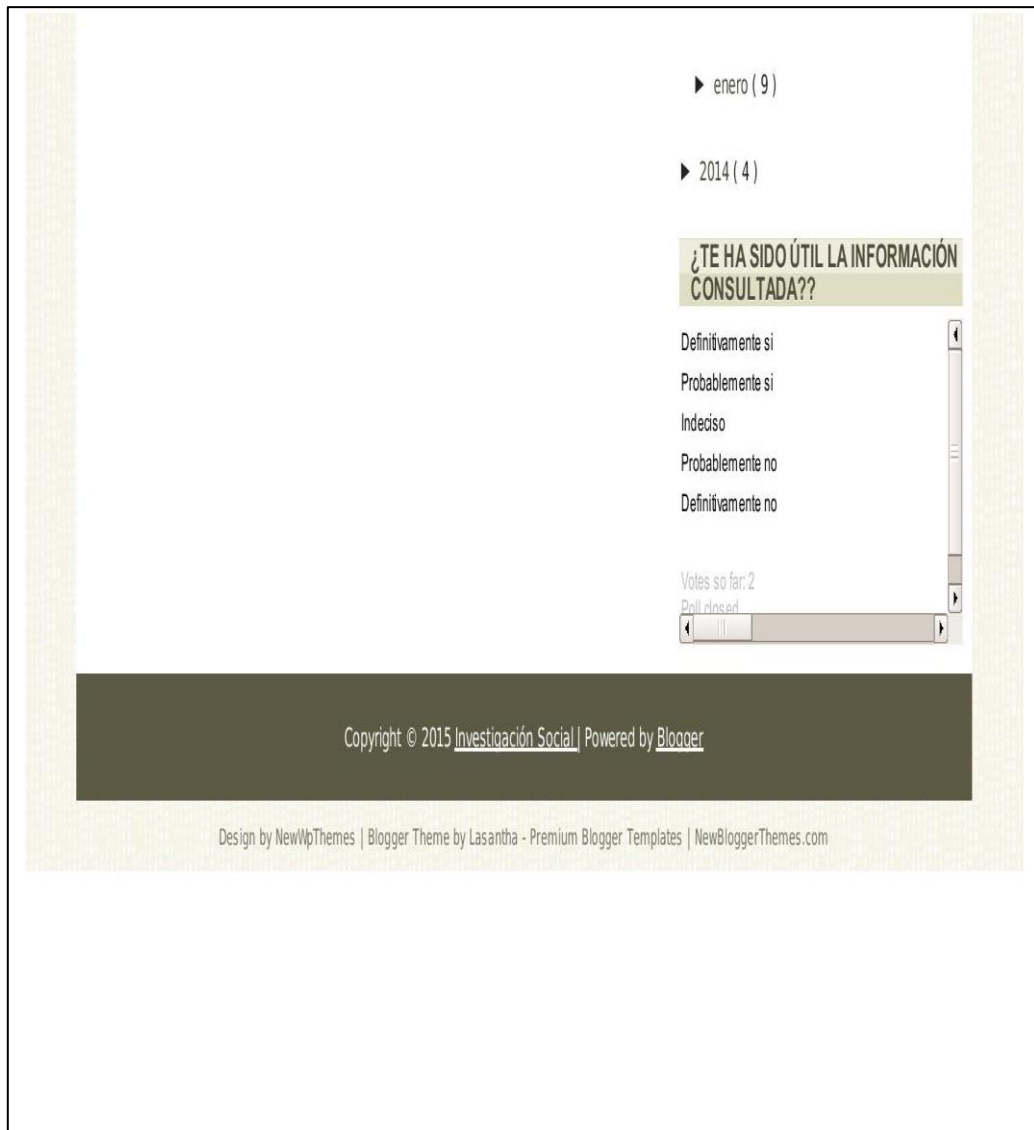 ▶ enero ( 9 )
▶ 2014 ( 4 )
¿TE HA SIDO ÚTIL LA INFORMACIÓN
CONSULTADA??
Definitivamente si
Probablemente si
Indeciso
Probablemente no
Definitivamente no
Votes so far: 2
Poll closed
Copyright © 2015 Investigación Social | Powered by Blogger
Design by NewWpThemes | Blogger Theme by Lasantha - Premium Blogger Templates | NewBloggerThemes.com